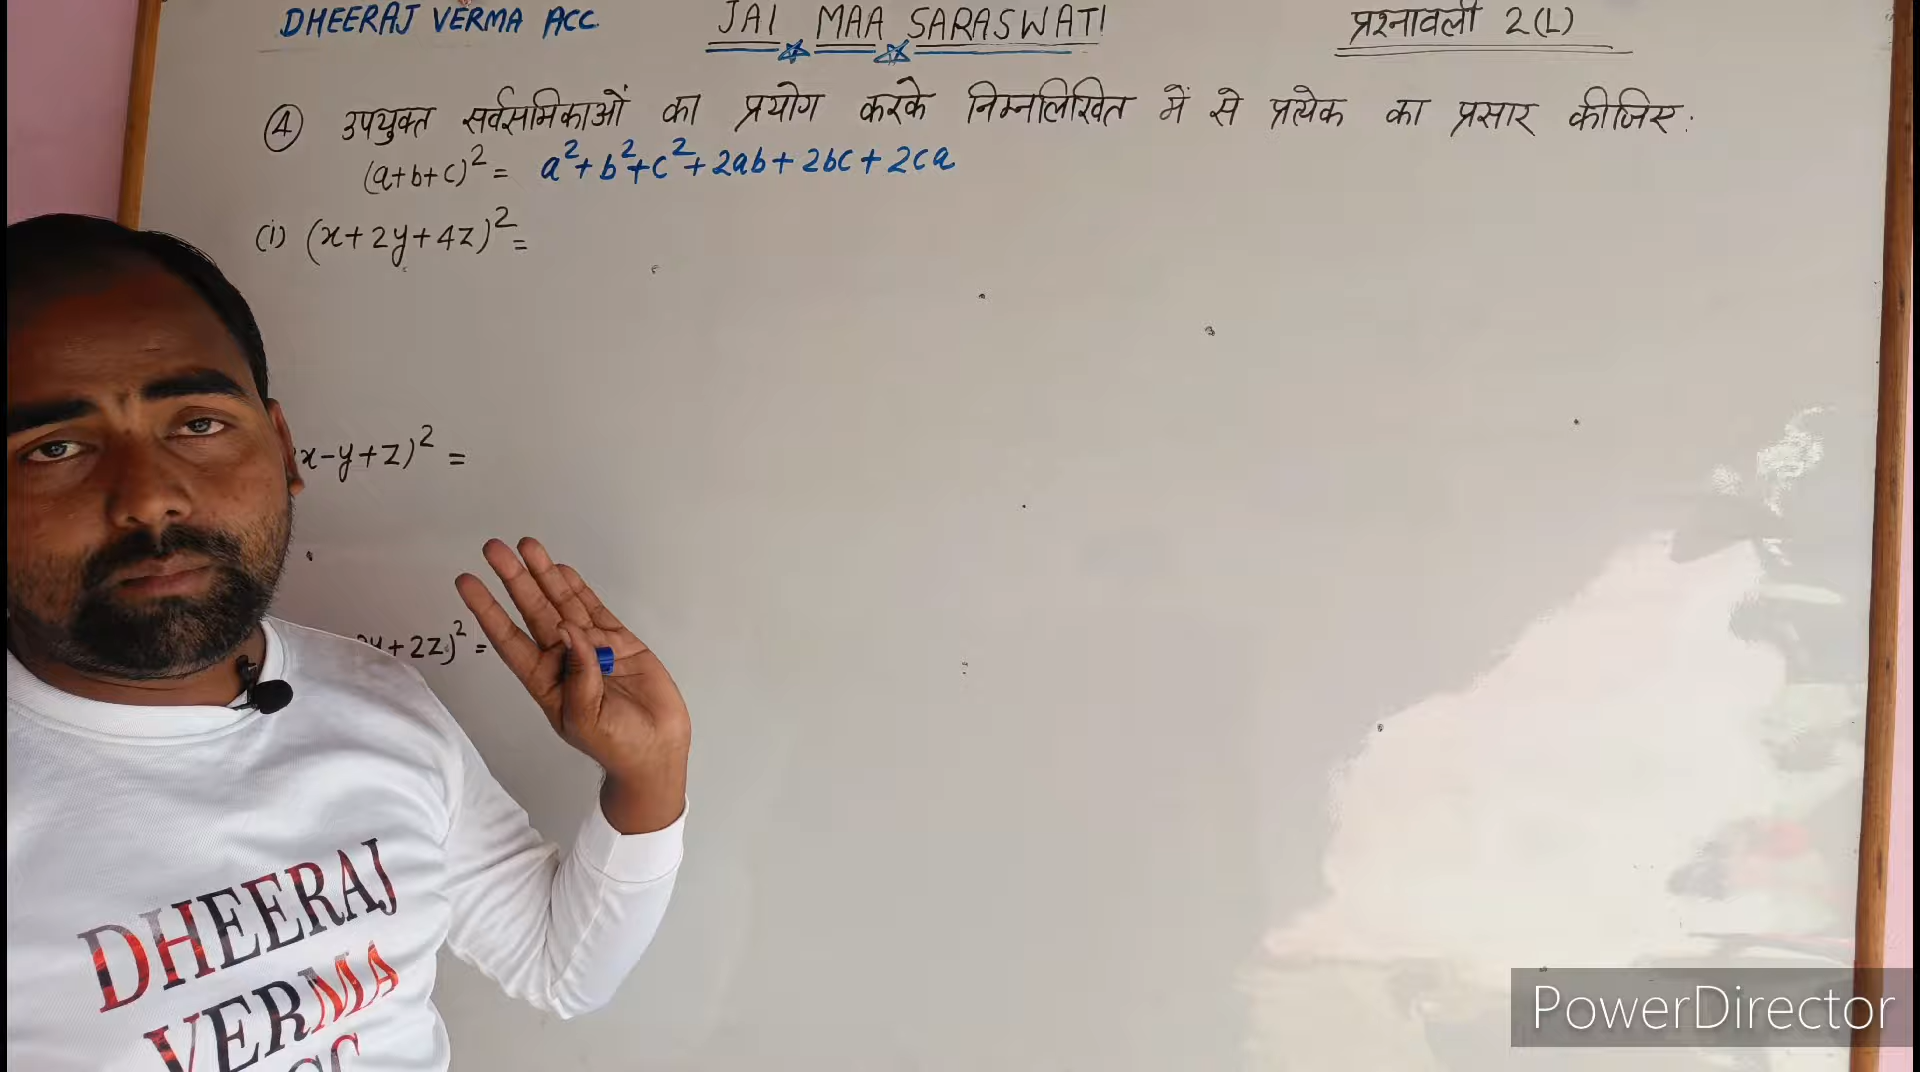 DHEERAJ VERMA ACC. JAI MAA SARASWATI प्रश्नावली 2(L)
④ उपयुक्त सर्वसमिकाओं का प्रयोग करके निम्नलिखित में से प्रत्येक का प्रसार कीजिए:
(a+b+c)² = a²+b²+c²+2ab+2bc+2ca
(i) (x+2y+4z)² =
x-y+z)² =
y+2z)² =
DHEERAJ
VERMA
PowerDirector